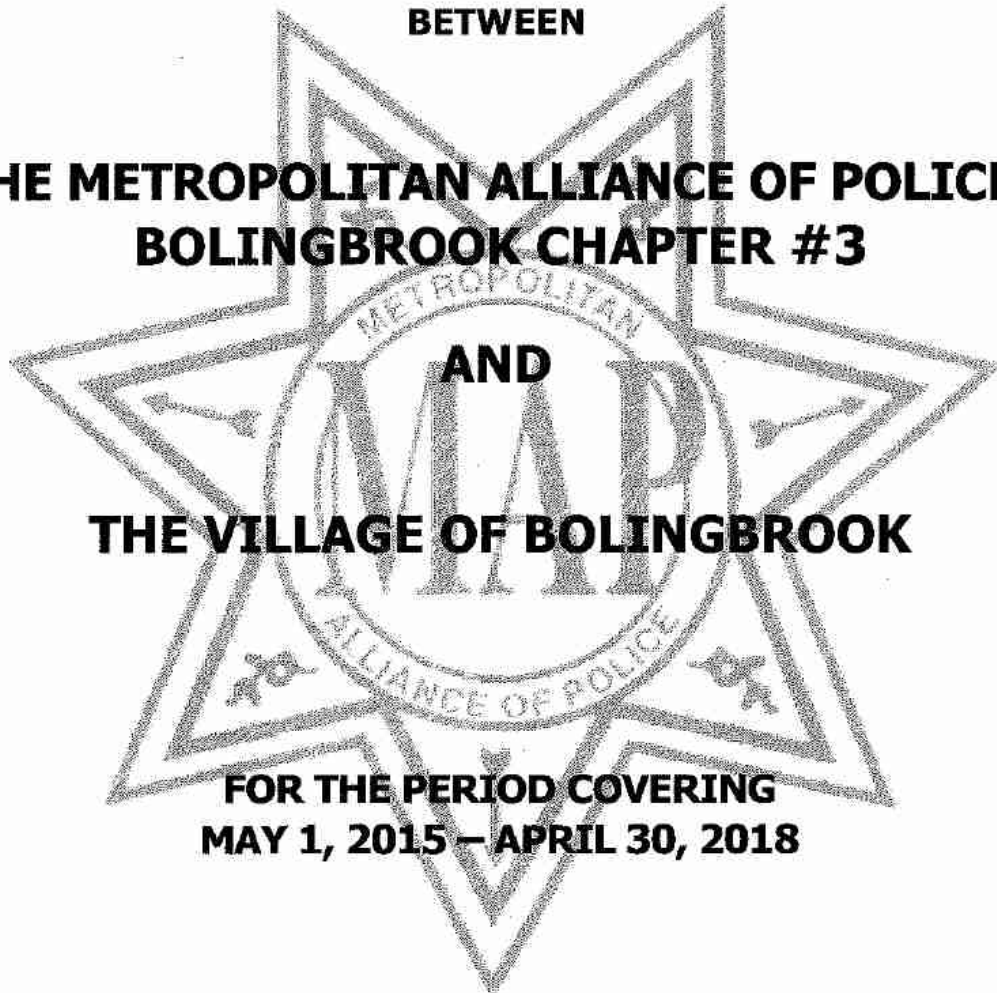 BETWEEN
HE METROPOLITAN ALLIANCE OF POLICE
BOLINGBROOK CHAPTER #3
METROPOLITAN
AND
MAP
THE VILLAGE OF BOLINGBROOK
ALLIANCE OF POLICE
FOR THE PERIOD COVERING
MAY 1, 2015 – APRIL 30, 2018